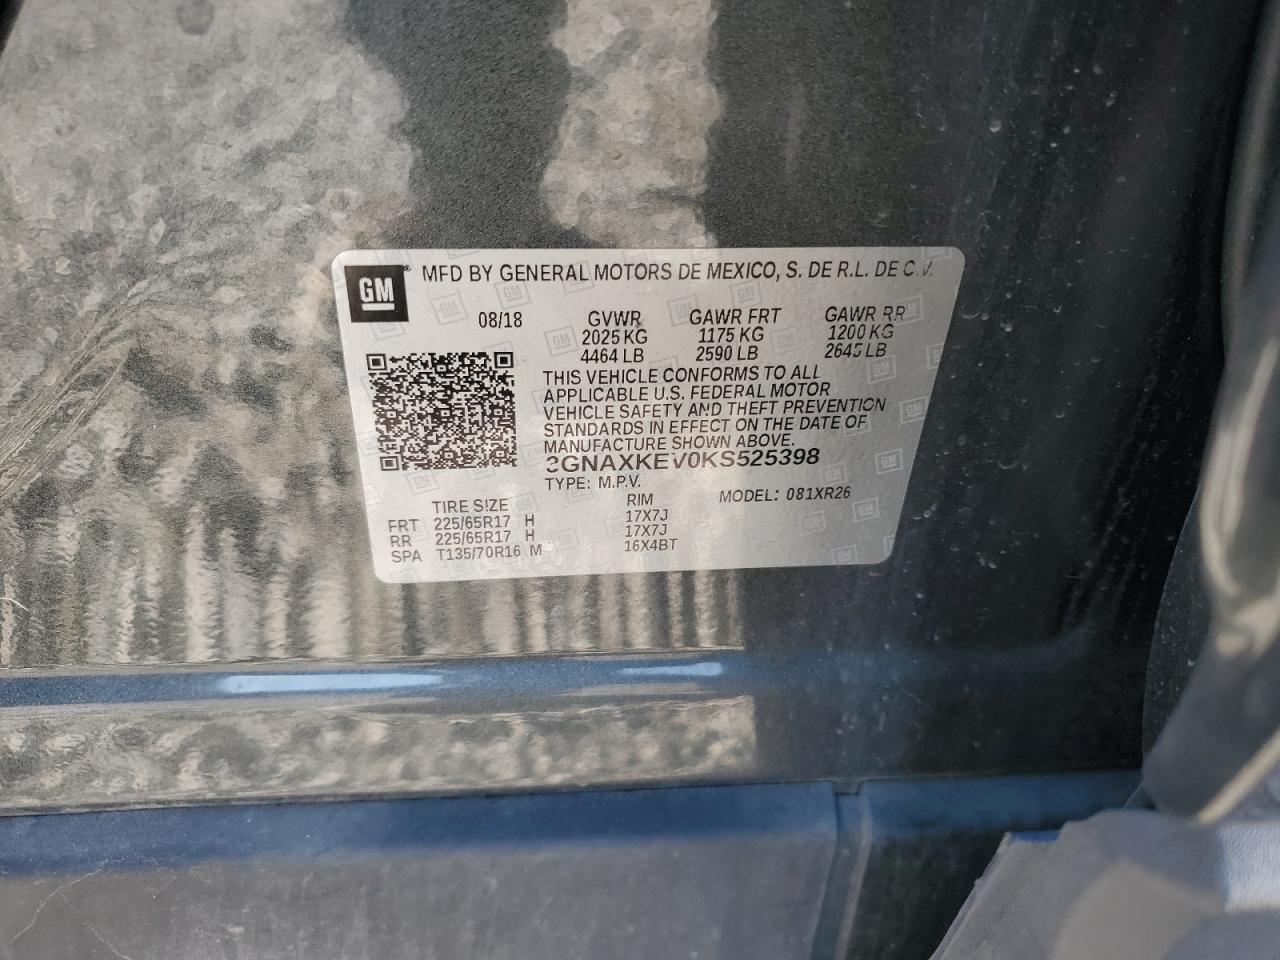 GM® MFD BY GENERAL MOTORS DE MEXICO, S. DE R.L. DE C.V.
08/18 GVWR GAWR FRT GAWR RR
2025 KG 1175 KG 1200 KG
4464 LB 2590 LB 2645 LB
THIS VEHICLE CONFORMS TO ALL
APPLICABLE U.S. FEDERAL MOTOR
VEHICLE SAFETY AND THEFT PREVENTION
STANDARDS IN EFFECT ON THE DATE OF
MANUFACTURE SHOWN ABOVE.
3GNAXKEV0KS525398
TYPE: M.P.V. MODEL: 081XR26
TIRE SIZE RIM
FRT 225/65R17 H 17X7J
RR 225/65R17 H 17X7J
SPA T135/70R16 M 16X4BT